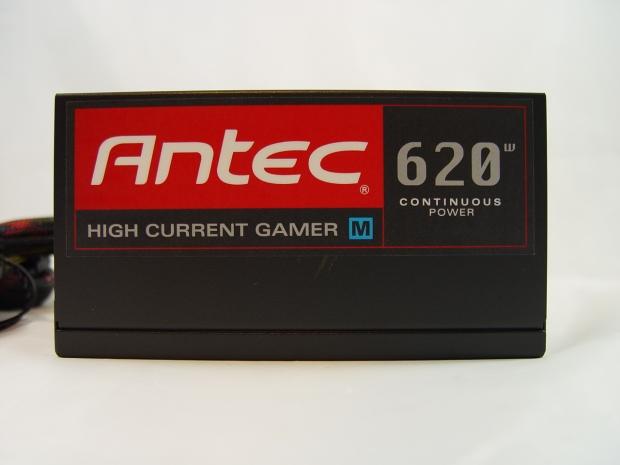 Antec®
HIGH CURRENT GAMER M
620W
CONTINUOUS
POWER